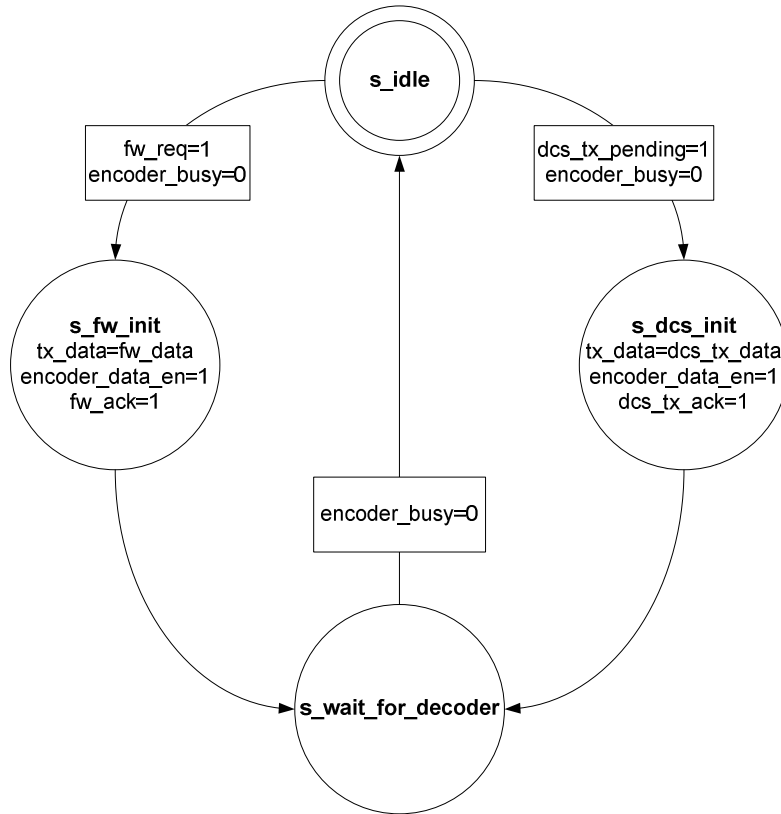 s_idle
fw_req=1
encoder_busy=0
dcs_tx_pending=1
encoder_busy=0
s_fw_init
tx_data=fw_data
encoder_data_en=1
fw_ack=1
s_dcs_init
tx_data=dcs_tx_data
encoder_data_en=1
dcs_tx_ack=1
encoder_busy=0
s_wait_for_decoder